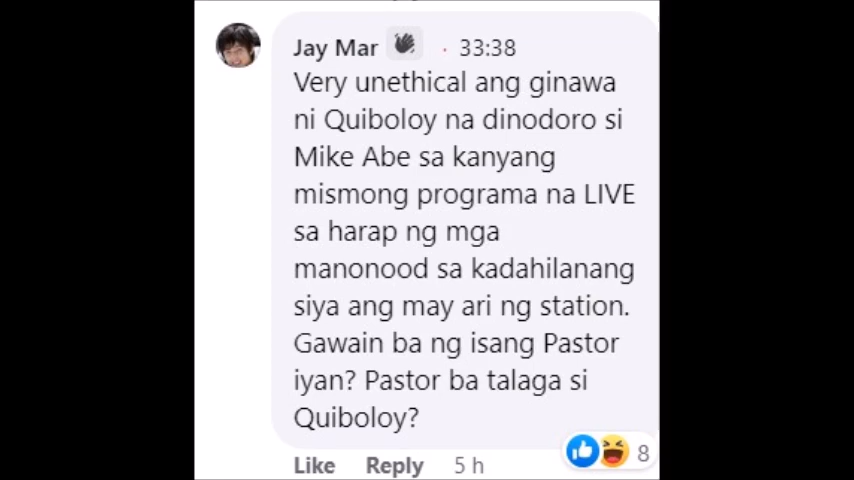 Jay Mar · 33:38
Very unethical ang ginawa
ni Quiboloy na dinodoro si
Mike Abe sa kanyang
mismong programa na LIVE
sa harap ng mga
manonood sa kadahilanang
siya ang may ari ng station.
Gawain ba ng isang Pastor
iyan? Pastor ba talaga si
Quiboloy?
8
Like Reply 5 h